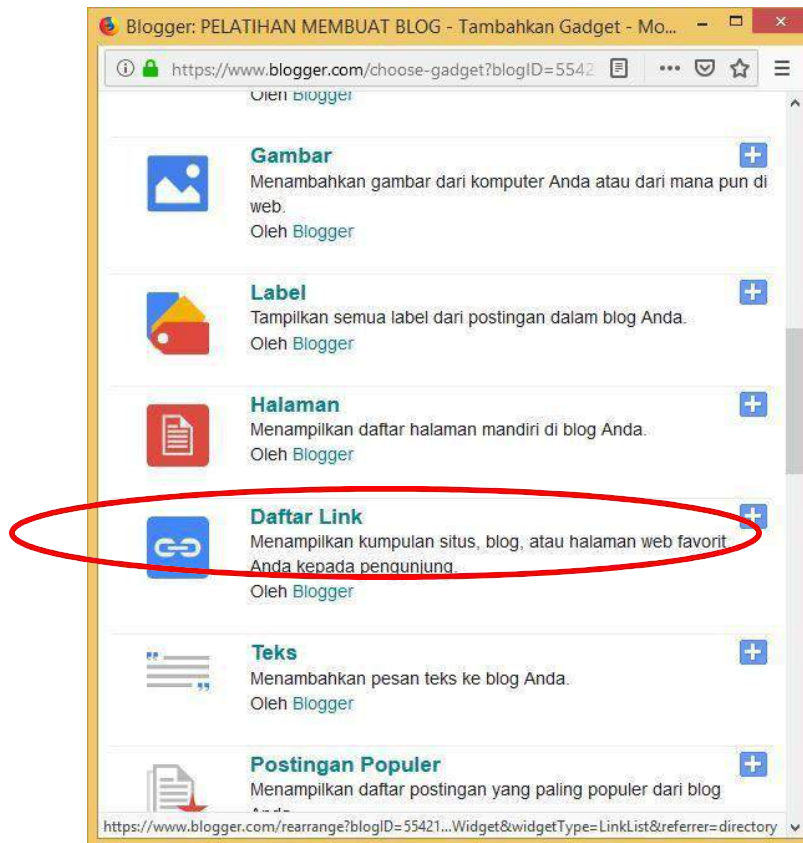 Blogger: PELATIHAN MEMBUAT BLOG - Tambahkan Gadget - Mo...
https://www.blogger.com/choose-gadget?blogID=5542
Oleh Blogger
Gambar
Menambahkan gambar dari komputer Anda atau dari mana pun di
web.
Oleh Blogger
Label
Tampilkan semua label dari postingan dalam blog Anda.
Oleh Blogger
Halaman
Menampilkan daftar halaman mandiri di blog Anda.
Oleh Blogger
Daftar Link
Menampilkan kumpulan situs, blog, atau halaman web favorit
Anda kepada pengunjung.
Oleh Blogger
Teks
Menambahkan pesan teks ke blog Anda.
Oleh Blogger
Postingan Populer
Menampilkan daftar postingan yang paling populer dari blog
Anda
https://www.blogger.com/rearrange?blogID=55421...Widget&widgetType=LinkList&referrer=directory